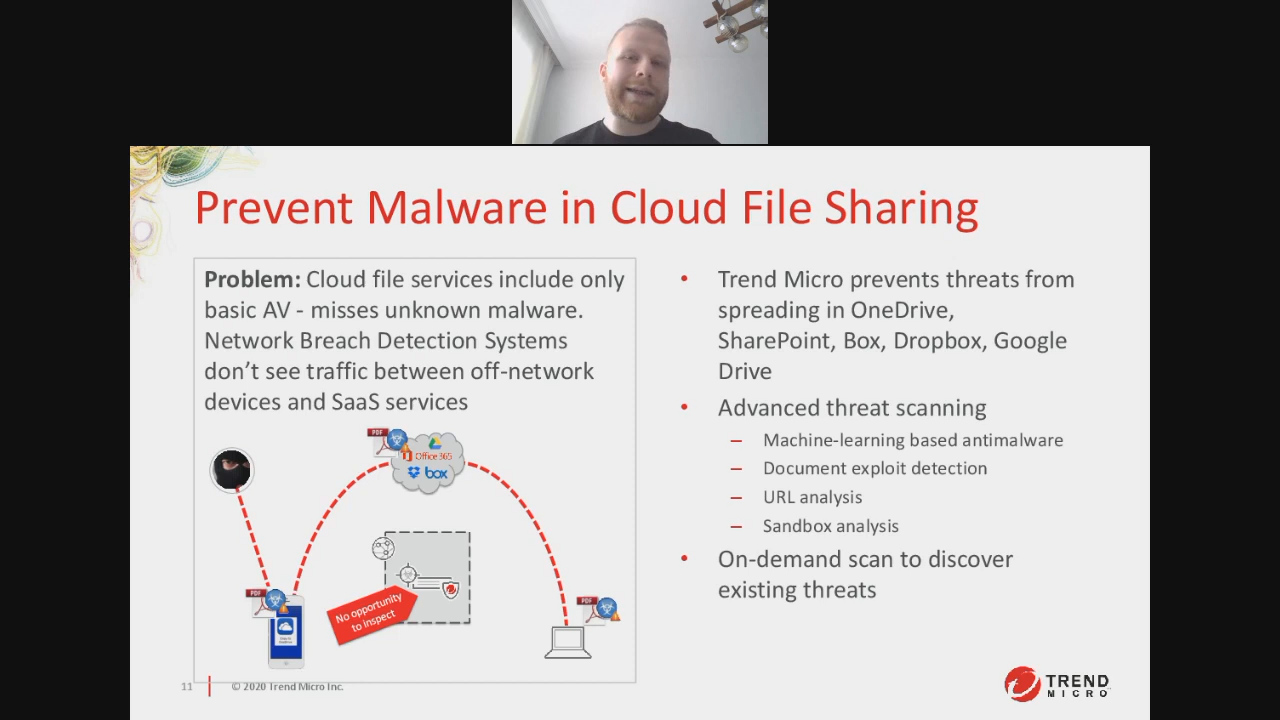 Prevent Malware in Cloud File Sharing
Problem: Cloud file services include only
basic AV - misses unknown malware.
Network Breach Detection Systems
don’t see traffic between off-network
devices and SaaS services
PDF
Office 365
box
No opportunity
to inspect
PDF
PDF
• Trend Micro prevents threats from
spreading in OneDrive,
SharePoint, Box, Dropbox, Google
Drive
• Advanced threat scanning
– Machine-learning based antimalware
– Document exploit detection
– URL analysis
– Sandbox analysis
• On-demand scan to discover
existing threats
11
© 2020 Trend Micro Inc.
TREND
MICRO